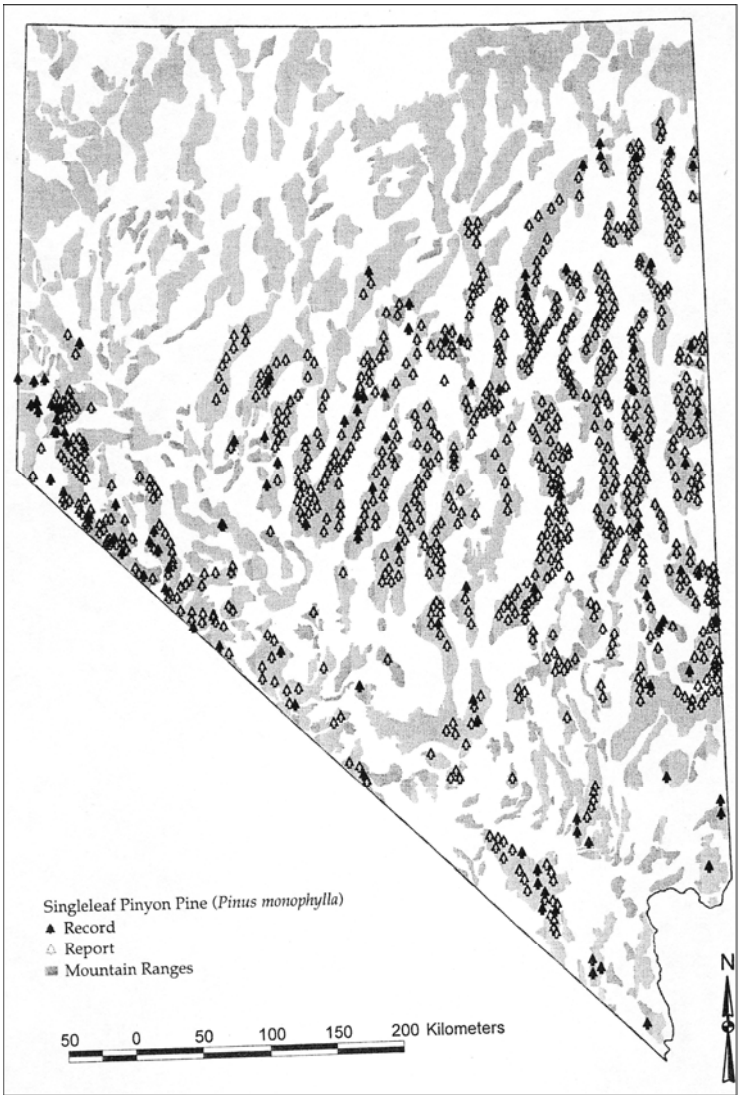 Singleleaf Pinyon Pine (Pinus monophylla)
Record
Report
Mountain Ranges
50 0 50 100 150 200 Kilometers
N